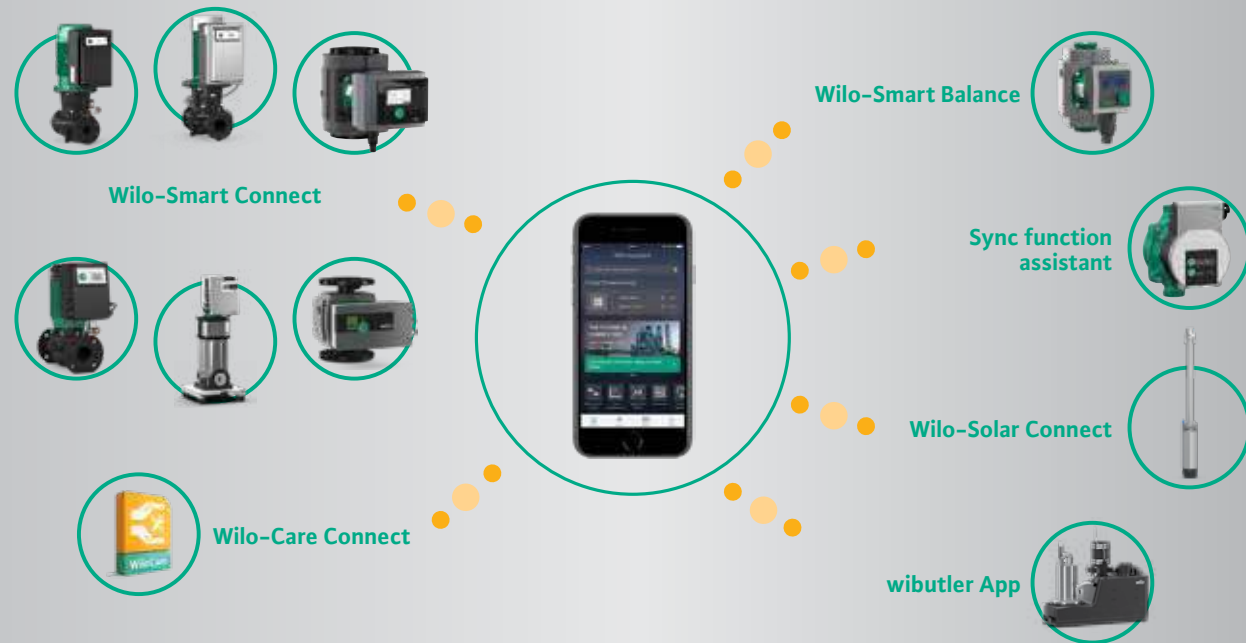 Wilo-Smart Connect
Wilo-Care Connect
WiloCare
Wilo-Smart Balance
Sync function
assistant
Wilo-Solar Connect
wibutler App